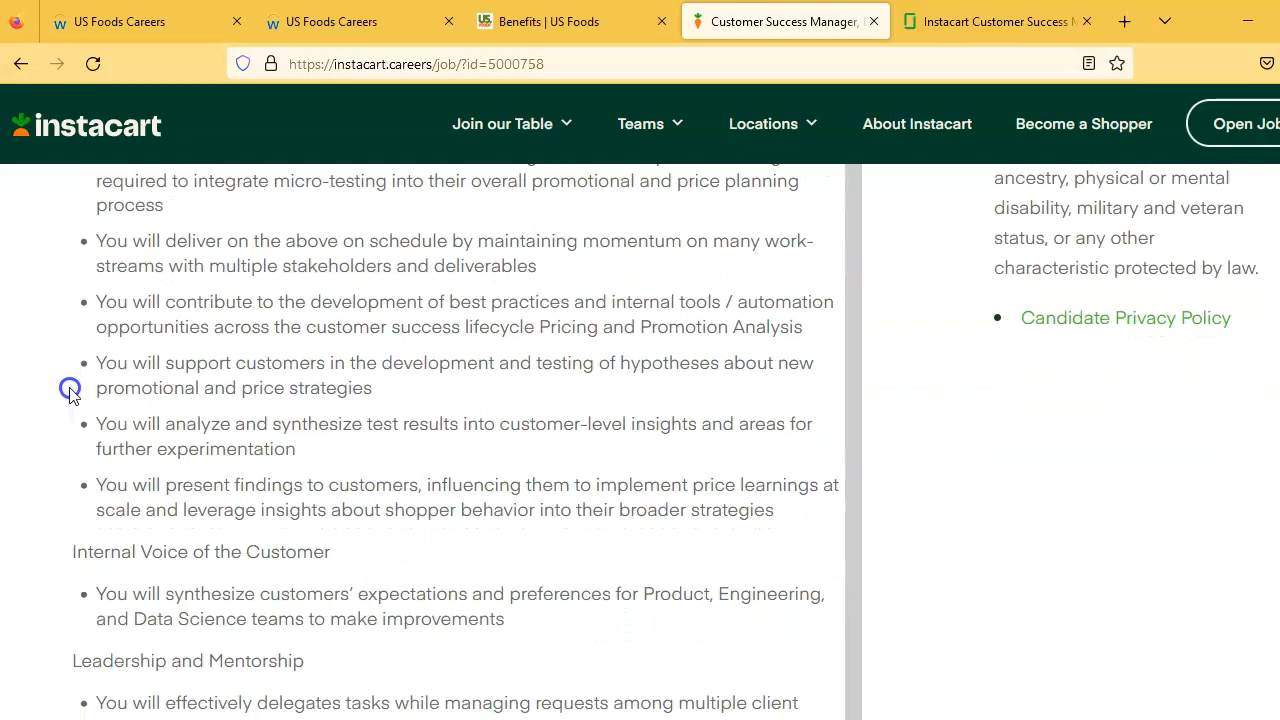 US Foods Careers
US Foods Careers
US Benefits | US Foods
Customer Success Manager,
Instacart Customer Success
https://instacart.careers/job/?id=5000758
instacart
Join our Table
Teams
Locations
About Instacart
Become a Shopper
Open Job
required to integrate micro-testing into their overall promotional and price planning
process
• You will deliver on the above on schedule by maintaining momentum on many work-
streams with multiple stakeholders and deliverables
• You will contribute to the development of best practices and internal tools / automation
opportunities across the customer success lifecycle Pricing and Promotion Analysis
• You will support customers in the development and testing of hypotheses about new
promotional and price strategies
• You will analyze and synthesize test results into customer-level insights and areas for
further experimentation
• You will present findings to customers, influencing them to implement price learnings at
scale and leverage insights about shopper behavior into their broader strategies
Internal Voice of the Customer
• You will synthesize customers’ expectations and preferences for Product, Engineering,
and Data Science teams to make improvements
Leadership and Mentorship
• You will effectively delegates tasks while managing requests among multiple client
ancestry, physical or mental
disability, military and veteran
status, or any other
characteristic protected by law.
• Candidate Privacy Policy